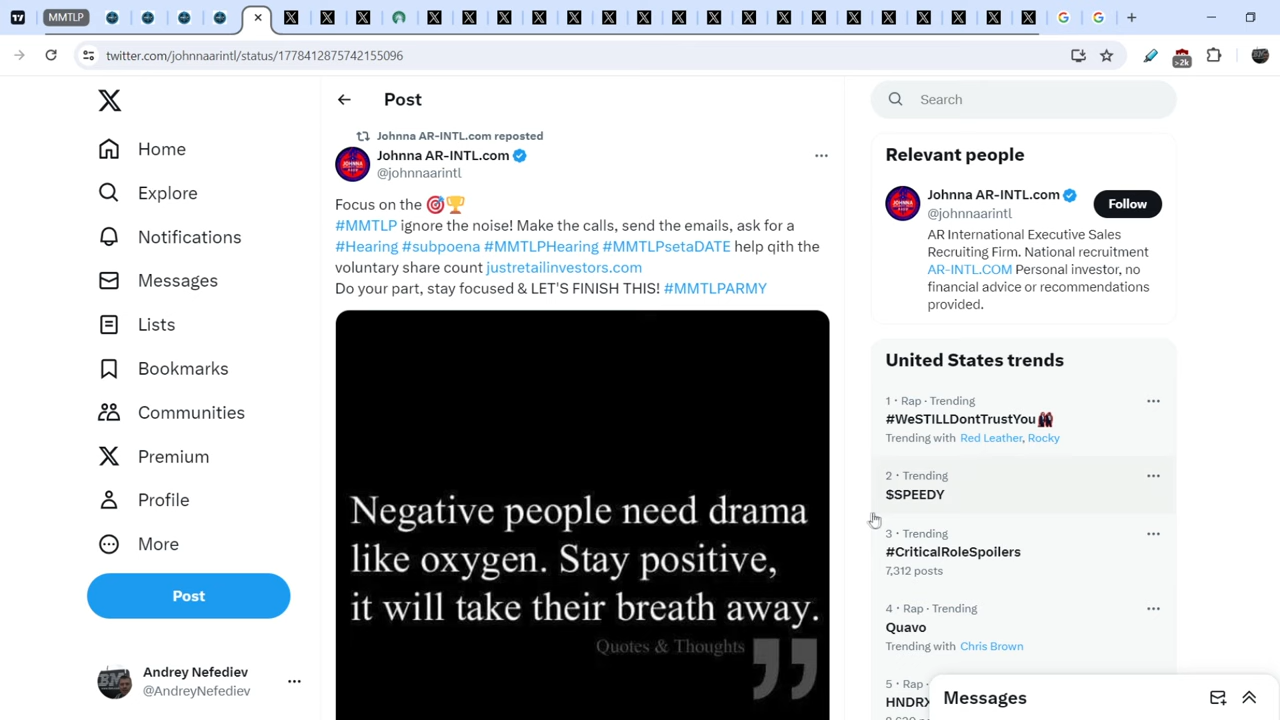 MMTLP
twitter.com/johnnaarintl/status/1778412875742155096
>2k
Home
Explore
Notifications
Messages
Lists
Bookmarks
Communities
Premium
Profile
More
Post
Andrey Nefediev
@AndreyNefediev
Post
Johnna AR-INTL.com reposted
Johnna AR-INTL.com
@johnnaarintl
Focus on the 🎯🏆
#MMTLP ignore the noise! Make the calls, send the emails, ask for a
#Hearing #subpoena #MMTLPHearing #MMTLPsetaDATE help qith the
voluntary share count justretailinvestors.com
Do your part, stay focused & LET'S FINISH THIS! #MMTLPARMY
Negative people need drama
like oxygen. Stay positive,
it will take their breath away.
Quotes & Thoughts
Search
Relevant people
Johnna AR-INTL.com
@johnnaarintl
Follow
AR International Executive Sales
Recruiting Firm. National recruitment
AR-INTL.COM Personal investor, no
financial advice or recommendations
provided.
United States trends
1 · Rap · Trending
#WeSTILLDontTrustYou
Trending with Red Leather, Rocky
2 · Trending
$SPEEDY
3 · Trending
#CriticalRoleSpoilers
7,312 posts
4 · Rap · Trending
Quavo
Trending with Chris Brown
5 · Rap ·
HNDRX
Messages